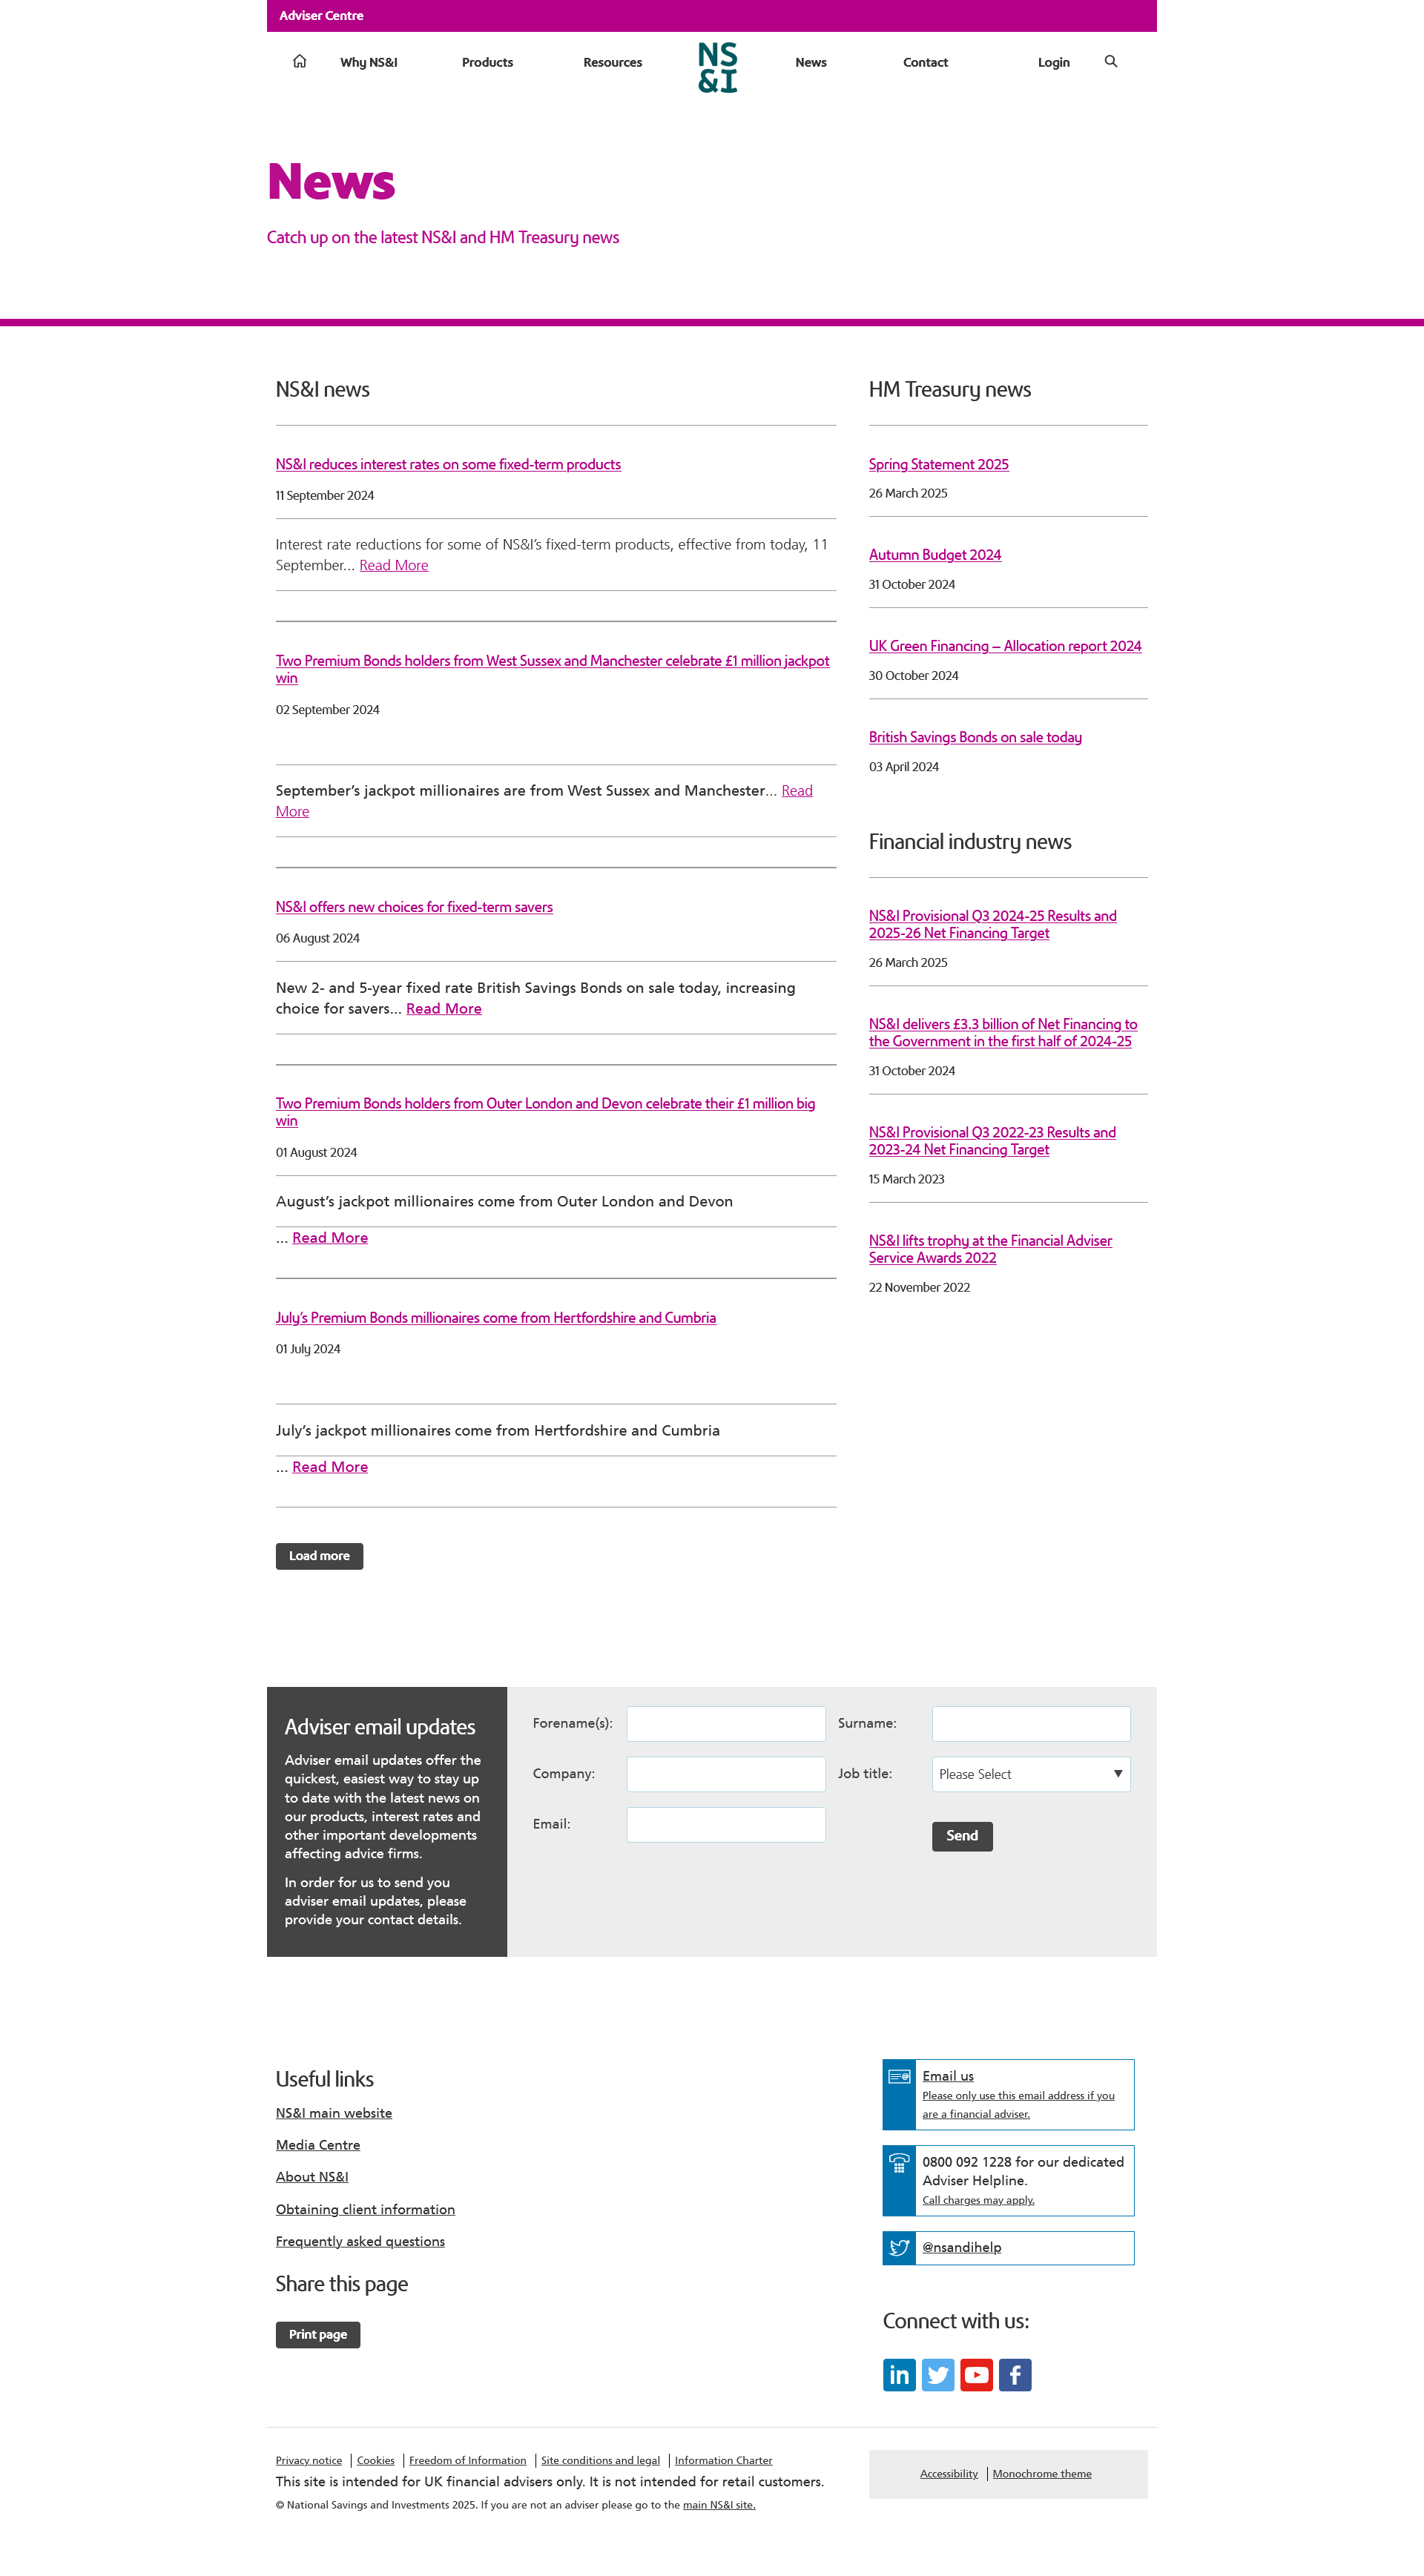 Adviser Centre
Why NS&I
Products
Resources
NS
&I
News
Contact
Login
News
Catch up on the latest NS&I and HM Treasury news
NS&I news
NS&I reduces interest rates on some fixed-term products
11 September 2024
Interest rate reductions for some of NS&I’s fixed-term products, effective from today, 11
September... Read More
Two Premium Bonds holders from West Sussex and Manchester celebrate £1 million jackpot
win
02 September 2024
September’s jackpot millionaires are from West Sussex and Manchester... Read
More
NS&I offers new choices for fixed-term savers
06 August 2024
New 2- and 5-year fixed rate British Savings Bonds on sale today, increasing
choice for savers... Read More
Two Premium Bonds holders from Outer London and Devon celebrate their £1 million big
win
01 August 2024
August’s jackpot millionaires come from Outer London and Devon
... Read More
July’s Premium Bonds millionaires come from Hertfordshire and Cumbria
01 July 2024
July’s jackpot millionaires come from Hertfordshire and Cumbria
... Read More
Load more
HM Treasury news
Spring Statement 2025
26 March 2025
Autumn Budget 2024
31 October 2024
UK Green Financing – Allocation report 2024
30 October 2024
British Savings Bonds on sale today
03 April 2024
Financial industry news
NS&I Provisional Q3 2024-25 Results and
2025-26 Net Financing Target
26 March 2025
NS&I delivers £3.3 billion of Net Financing to
the Government in the first half of 2024-25
31 October 2024
NS&I Provisional Q3 2022-23 Results and
2023-24 Net Financing Target
15 March 2023
NS&I lifts trophy at the Financial Adviser
Service Awards 2022
22 November 2022
Adviser email updates
Adviser email updates offer the
quickest, easiest way to stay up
to date with the latest news on
our products, interest rates and
other important developments
affecting advice firms.
In order for us to send you
adviser email updates, please
provide your contact details.
Forename(s):
Surname:
Company:
Job title:
Please Select
Email:
Send
Useful links
NS&I main website
Media Centre
About NS&I
Obtaining client information
Frequently asked questions
Share this page
Print page
Email us
Please only use this email address if you
are a financial adviser.
0800 092 1228 for our dedicated
Adviser Helpline.
Call charges may apply.
@nsandihelp
Connect with us:
Privacy notice
Cookies
Freedom of Information
Site conditions and legal
Information Charter
This site is intended for UK financial advisers only. It is not intended for retail customers.
© National Savings and Investments 2025. If you are not an adviser please go to the main NS&I site.
Accessibility
Monochrome theme